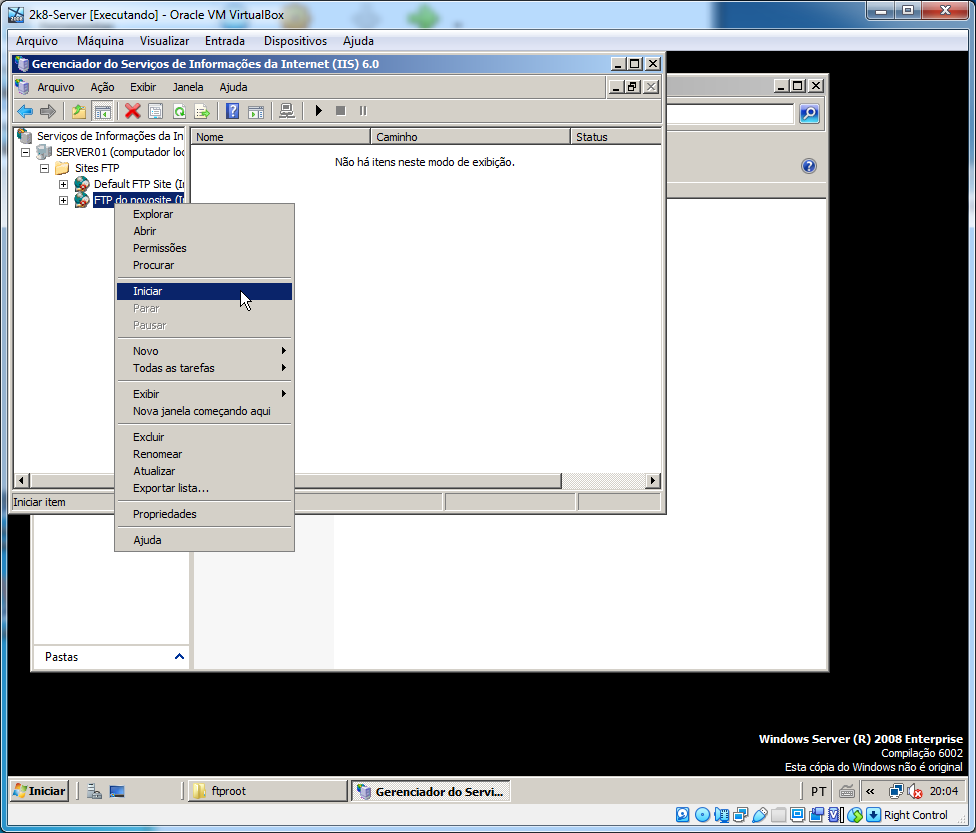 2k8-Server [Executando] - Oracle VM VirtualBox
Arquivo Máquina Visualizar Entrada Dispositivos Ajuda
Gerenciador do Serviços de Informações da Internet (IIS) 6.0
Arquivo Ação Exibir Janela Ajuda
Serviços de Informações da In
SERVER01 (computador loc
Sites FTP
Default FTP Site (In
FTP do novosite (In
Nome Caminho Status
Não há itens neste modo de exibição.
Explorar
Abrir
Permissões
Procurar
Iniciar
Parar
Pausar
Novo
Todas as tarefas
Exibir
Nova janela começando aqui
Excluir
Renomear
Atualizar
Exportar lista...
Propriedades
Ajuda
Iniciar item
Pastas
Windows Server (R) 2008 Enterprise
Compilação 6002
Esta cópia do Windows não é original
Iniciar ftproot Gerenciador do Servi... PT « 20:04
Right Control